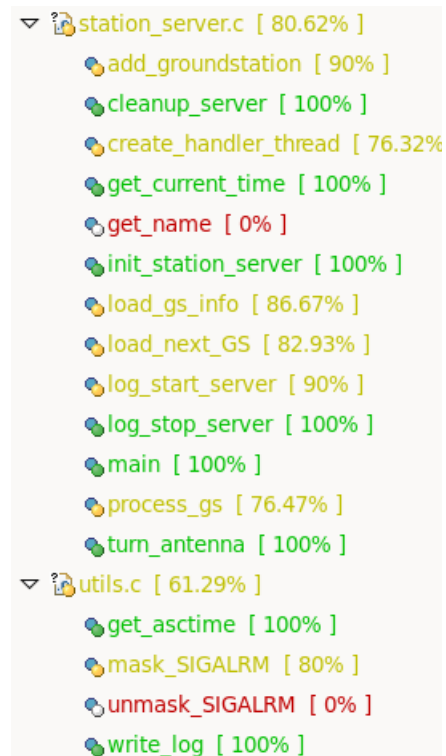 station_server.c [ 80.62% ]
add_groundstation [ 90% ]
cleanup_server [ 100% ]
create_handler_thread [ 76.32%
get_current_time [ 100% ]
get_name [ 0% ]
init_station_server [ 100% ]
load_gs_info [ 86.67% ]
load_next_GS [ 82.93% ]
log_start_server [ 90% ]
log_stop_server [ 100% ]
main [ 100% ]
process_gs [ 76.47% ]
turn_antenna [ 100% ]
utils.c [ 61.29% ]
get_asctime [ 100% ]
mask_SIGALRM [ 80% ]
unmask_SIGALRM [ 0% ]
write_log [ 100% ]